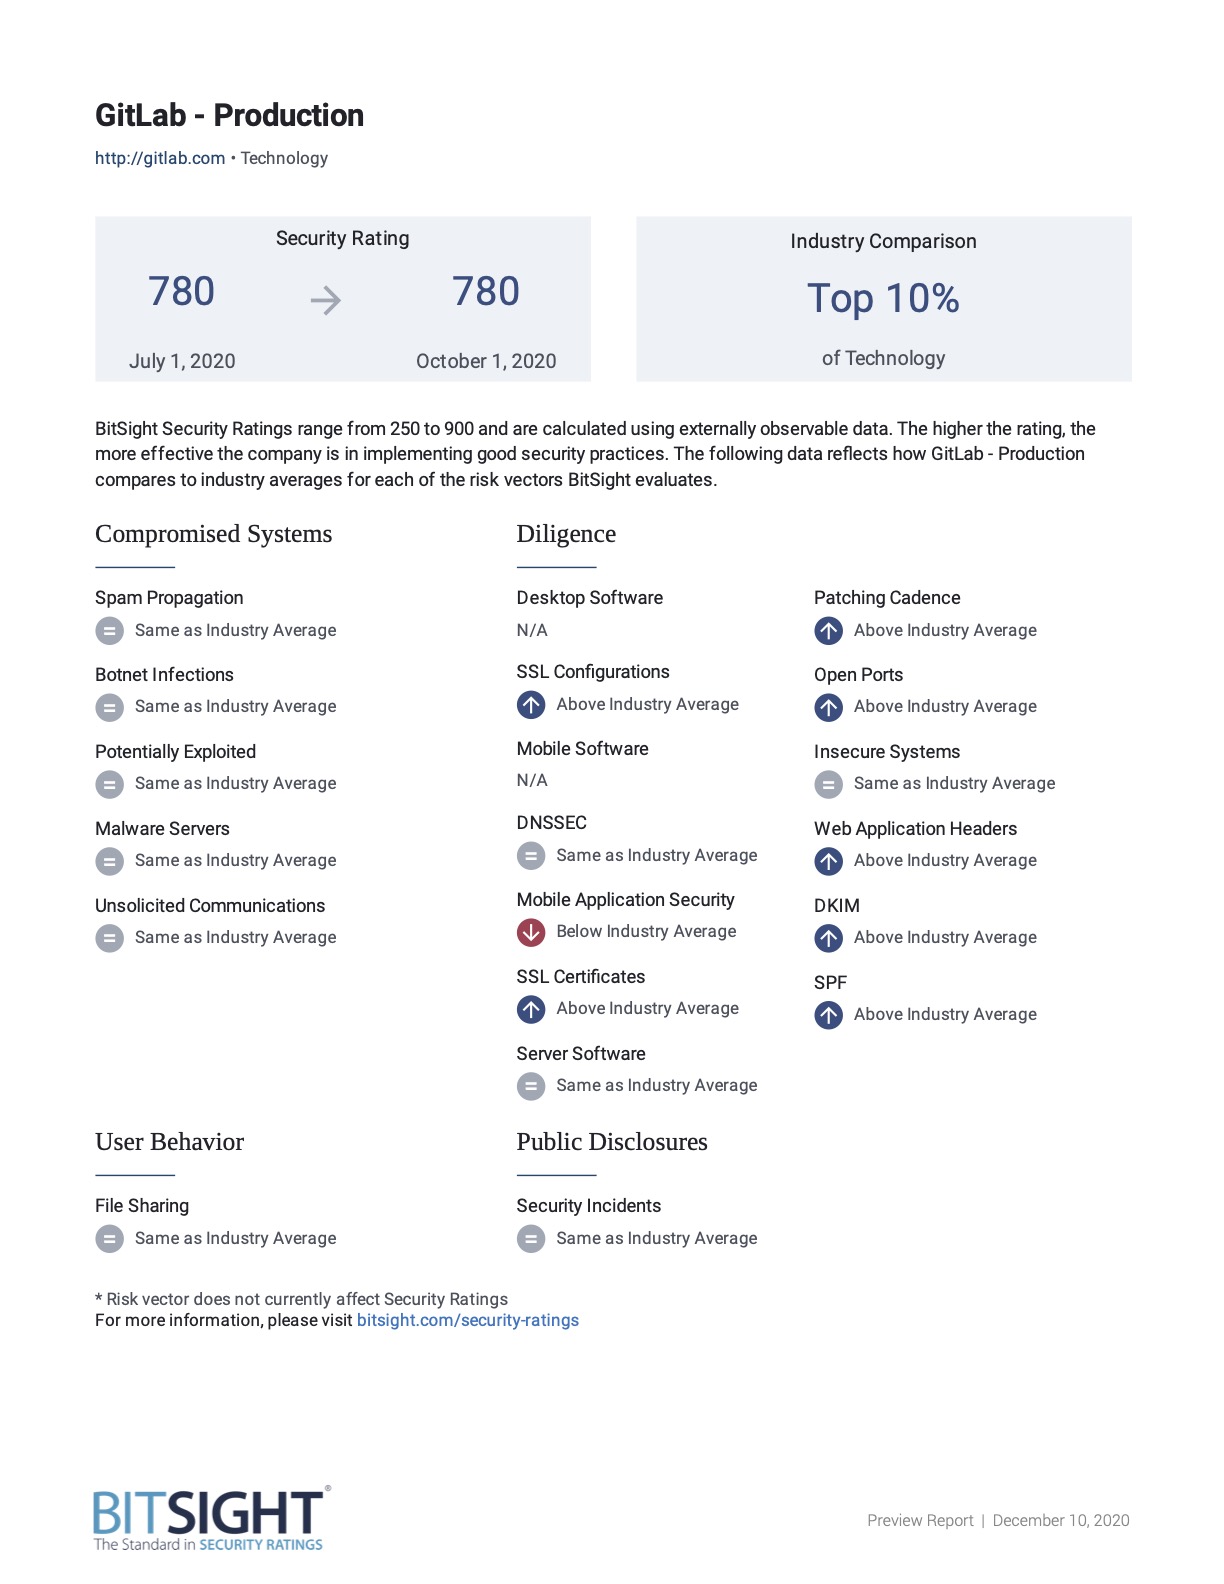 GitLab - Production
http://gitlab.com • Technology
Security Rating
780
780
July 1, 2020
October 1, 2020
Industry Comparison
Top 10%
of Technology
BitSight Security Ratings range from 250 to 900 and are calculated using externally observable data. The higher the rating, the
more effective the company is in implementing good security practices. The following data reflects how GitLab - Production
compares to industry averages for each of the risk vectors BitSight evaluates.
Compromised Systems
Spam Propagation
Same as Industry Average
Botnet Infections
Same as Industry Average
Potentially Exploited
Same as Industry Average
Malware Servers
Same as Industry Average
Unsolicited Communications
Same as Industry Average
Diligence
Desktop Software
N/A
SSL Configurations
Above Industry Average
Mobile Software
N/A
DNSSEC
Same as Industry Average
Mobile Application Security
Below Industry Average
SSL Certificates
Above Industry Average
Server Software
Same as Industry Average
Patching Cadence
Above Industry Average
Open Ports
Above Industry Average
Insecure Systems
Same as Industry Average
Web Application Headers
Above Industry Average
DKIM
Above Industry Average
SPF
Above Industry Average
User Behavior
File Sharing
Same as Industry Average
Public Disclosures
Security Incidents
Same as Industry Average
* Risk vector does not currently affect Security Ratings
For more information, please visit bitsight.com/security-ratings
BITSIGHT®
The Standard in SECURITY RATINGS
Preview Report | December 10, 2020